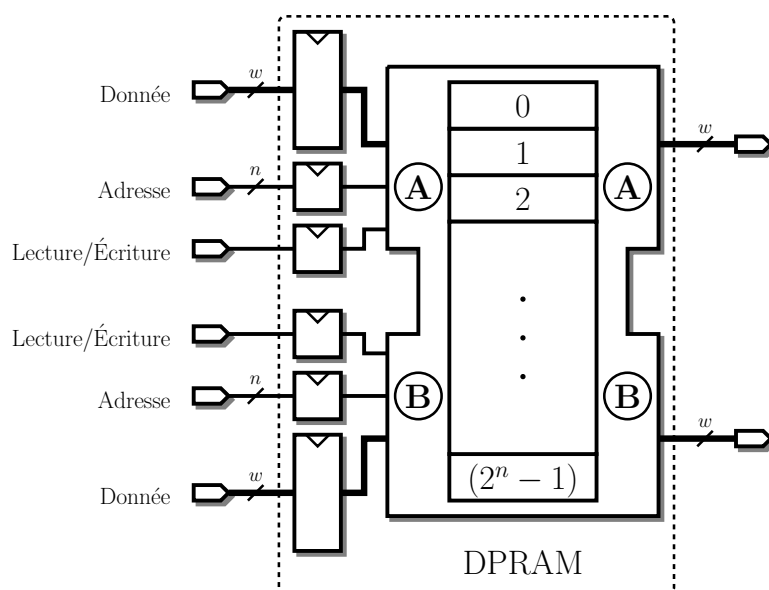 w
Donnée
0
w
1
n
A
A
Adresse
2
Lecture/Écriture
Lecture/Écriture
n
B
B
w
Adresse
w
(2ⁿ − 1)
Donnée
DPRAM